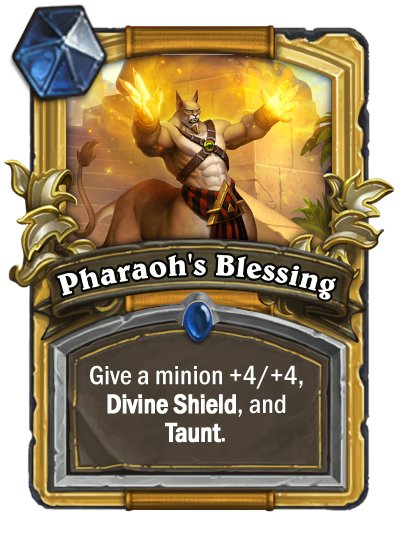 Pharaoh's Blessing
Give a minion +4/+4,
Divine Shield, and
Taunt.